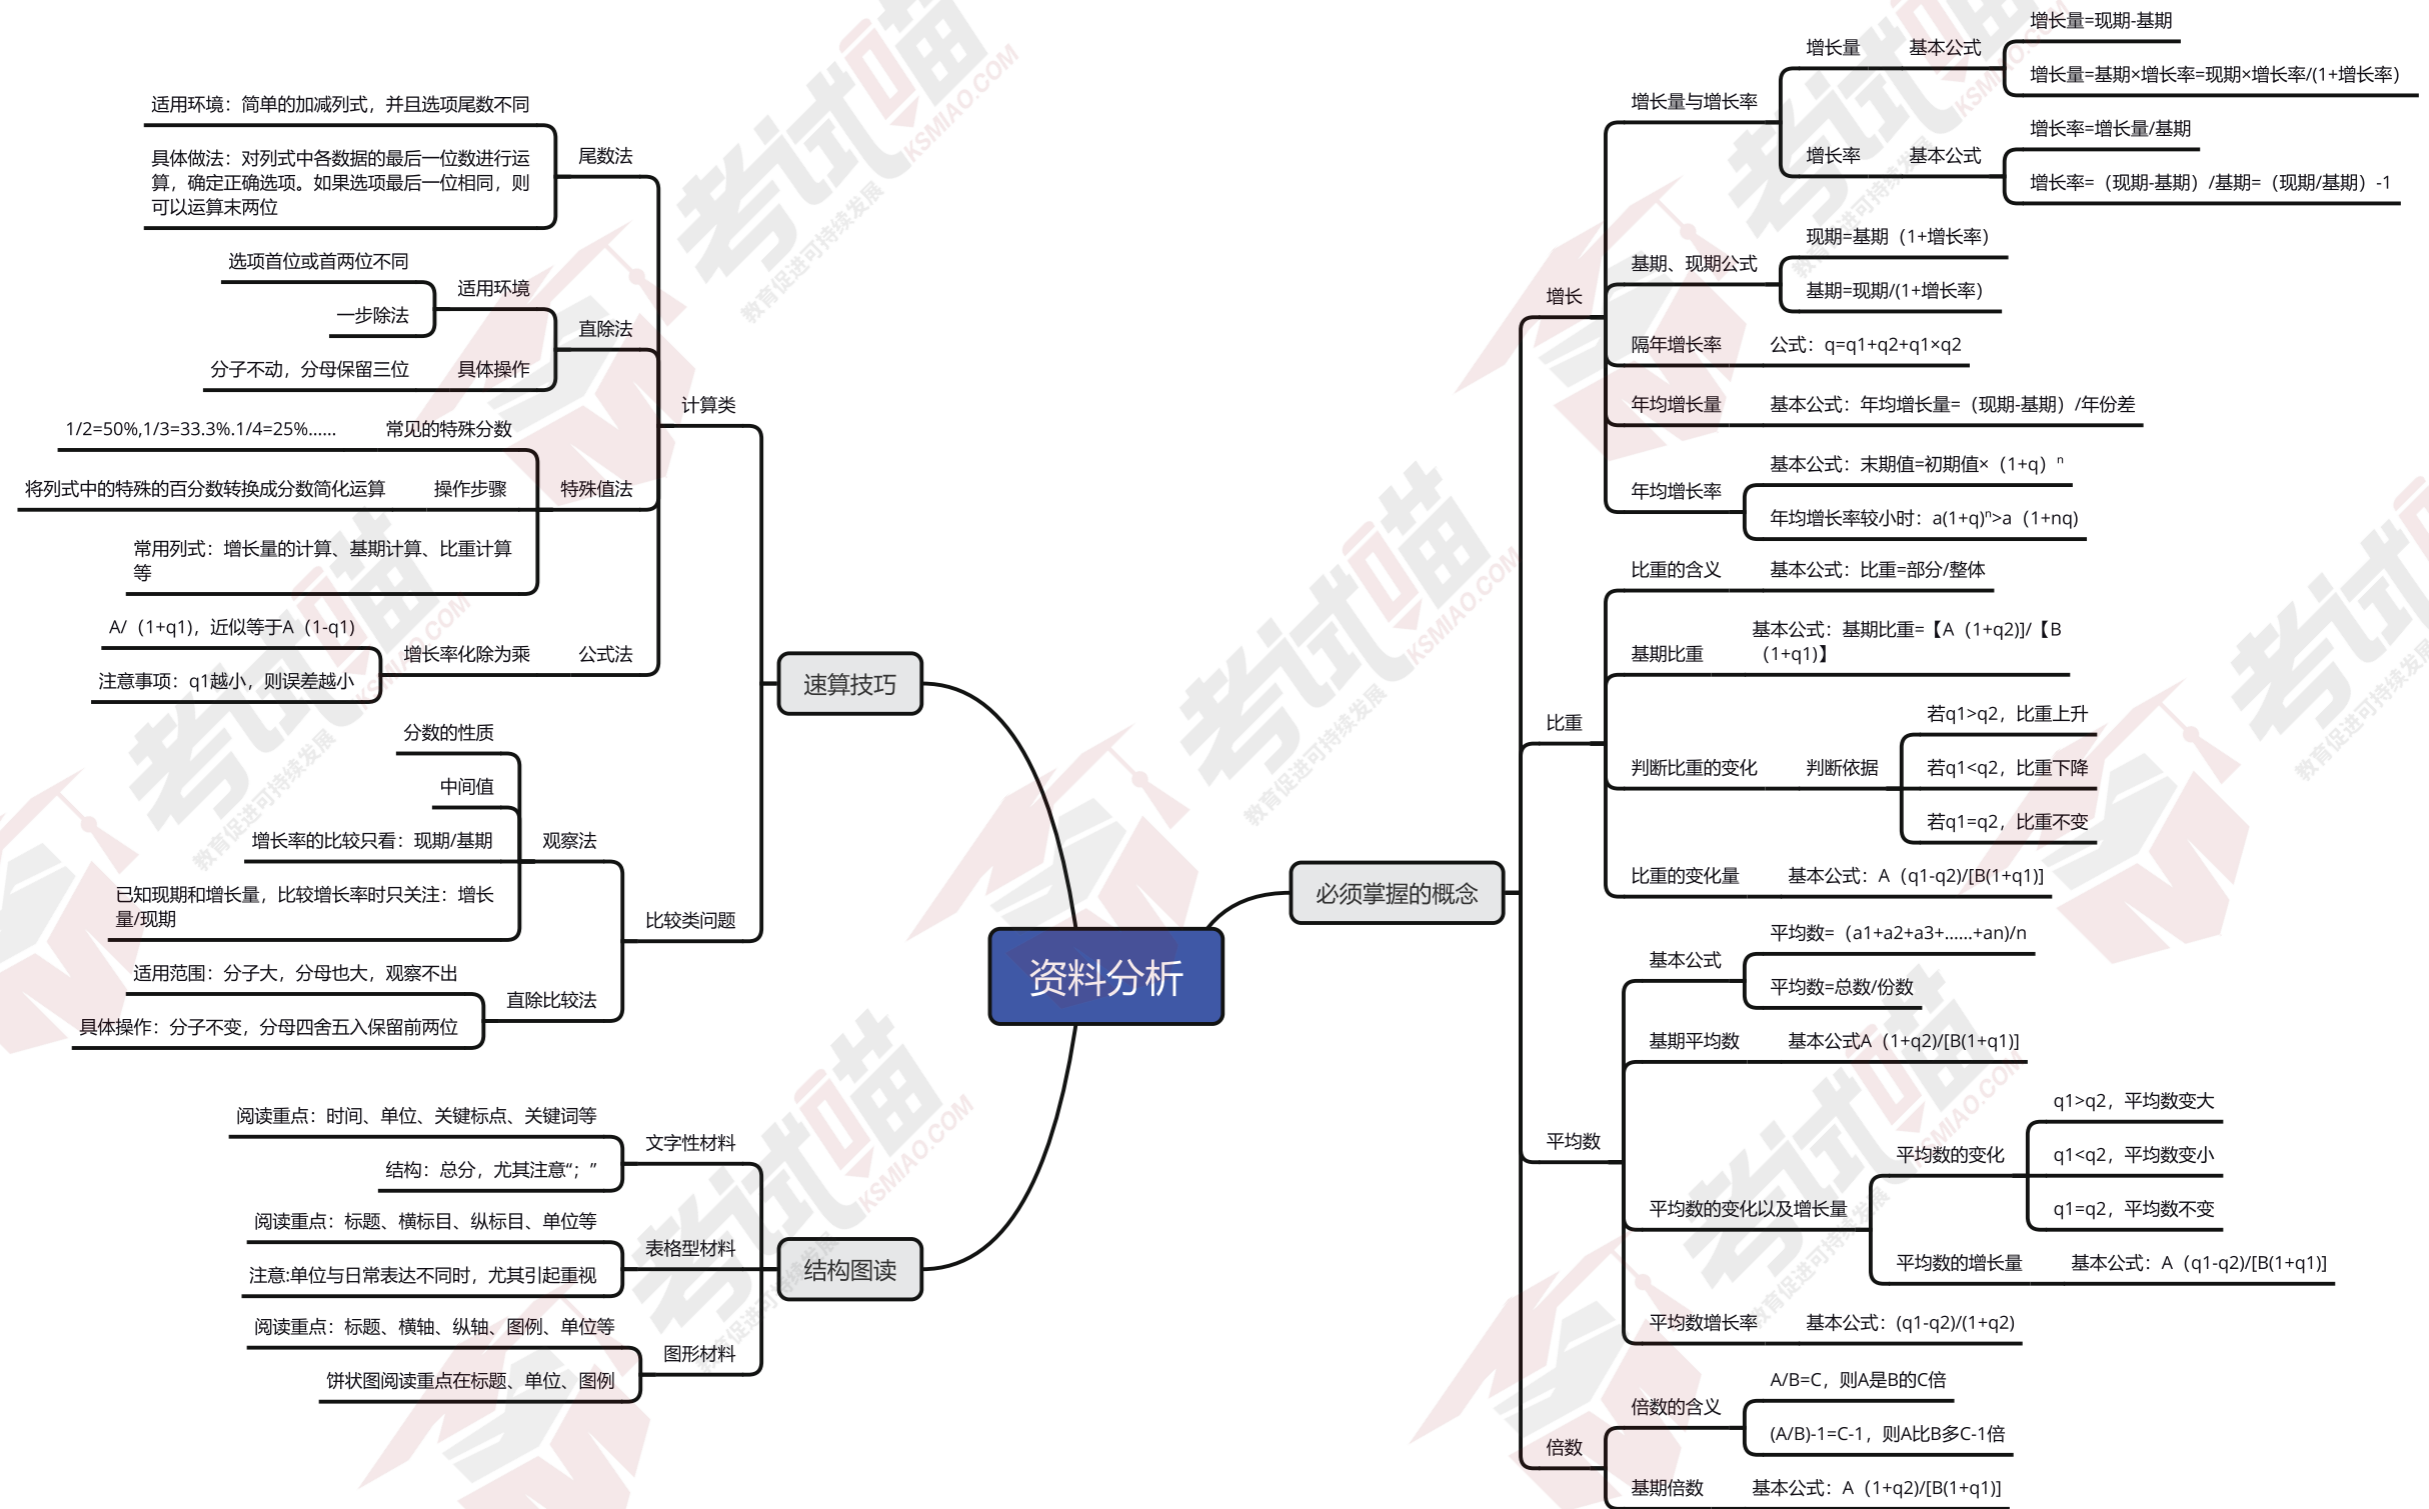 资料分析
速算技巧
计算类
尾数法
适用环境：简单的加减列式，并且选项尾数不同
具体做法：对列式中各数据的最后一位数进行运
算，确定正确选项。如果选项最后一位相同，则
可以运算末两位
直除法
适用环境
选项首位或首两位不同
一步除法
具体操作
分子不动，分母保留三位
特殊值法
常见的特殊分数
1/2=50%,1/3=33.3%.1/4=25%......
操作步骤
将列式中的特殊的百分数转换成分数简化运算
常用列式：增长量的计算、基期计算、比重计算
等
公式法
增长率化除为乘
A/（1+q1)，近似等于A（1-q1)
注意事项：q1越小，则误差越小
比较类问题
观察法
分数的性质
中间值
增长率的比较只看：现期/基期
已知现期和增长量，比较增长率时只关注：增长
量/现期
直除比较法
适用范围：分子大，分母也大，观察不出
具体操作：分子不变，分母四舍五入保留前两位
结构图读
文字性材料
阅读重点：时间、单位、关键标点、关键词等
结构：总分，尤其注意“；”
表格型材料
阅读重点：标题、横标目、纵标目、单位等
注意:单位与日常表达不同时，尤其引起重视
图形材料
阅读重点：标题、横轴、纵轴、图例、单位等
饼状图阅读重点在标题、单位、图例
必须掌握的概念
增长
增长量与增长率
增长量
基本公式
增长量=现期-基期
增长量=基期×增长率=现期×增长率/(1+增长率)
增长率
基本公式
增长率=增长量/基期
增长率=（现期-基期）/基期=（现期/基期）-1
基期、现期公式
现期=基期（1+增长率）
基期=现期/(1+增长率)
隔年增长率
公式：q=q1+q2+q1×q2
年均增长量
基本公式：年均增长量=（现期-基期）/年份差
年均增长率
基本公式：末期值=初期值×（1+q）ⁿ
年均增长率较小时：a(1+q)ⁿ>a（1+nq)
比重
比重的含义
基本公式：比重=部分/整体
基期比重
基本公式：基期比重=【A（1+q2)]/【B
（1+q1)】
判断比重的变化
判断依据
若q1>q2，比重上升
若q1<q2，比重下降
若q1=q2，比重不变
比重的变化量
基本公式：A（q1-q2)/[B(1+q1)]
平均数
基本公式
平均数=（a1+a2+a3+......+an)/n
平均数=总数/份数
基期平均数
基本公式A（1+q2)/[B(1+q1)]
平均数的变化以及增长量
平均数的变化
q1>q2，平均数变大
q1<q2，平均数变小
q1=q2，平均数不变
平均数的增长量
基本公式：A（q1-q2)/[B(1+q1)]
平均数增长率
基本公式：(q1-q2)/(1+q2)
倍数
倍数的含义
A/B=C，则A是B的C倍
(A/B)-1=C-1，则A比B多C-1倍
基期倍数
基本公式：A（1+q2)/[B(1+q1)]
考试喵
KSMIAO.COM
教育促进可持续发展